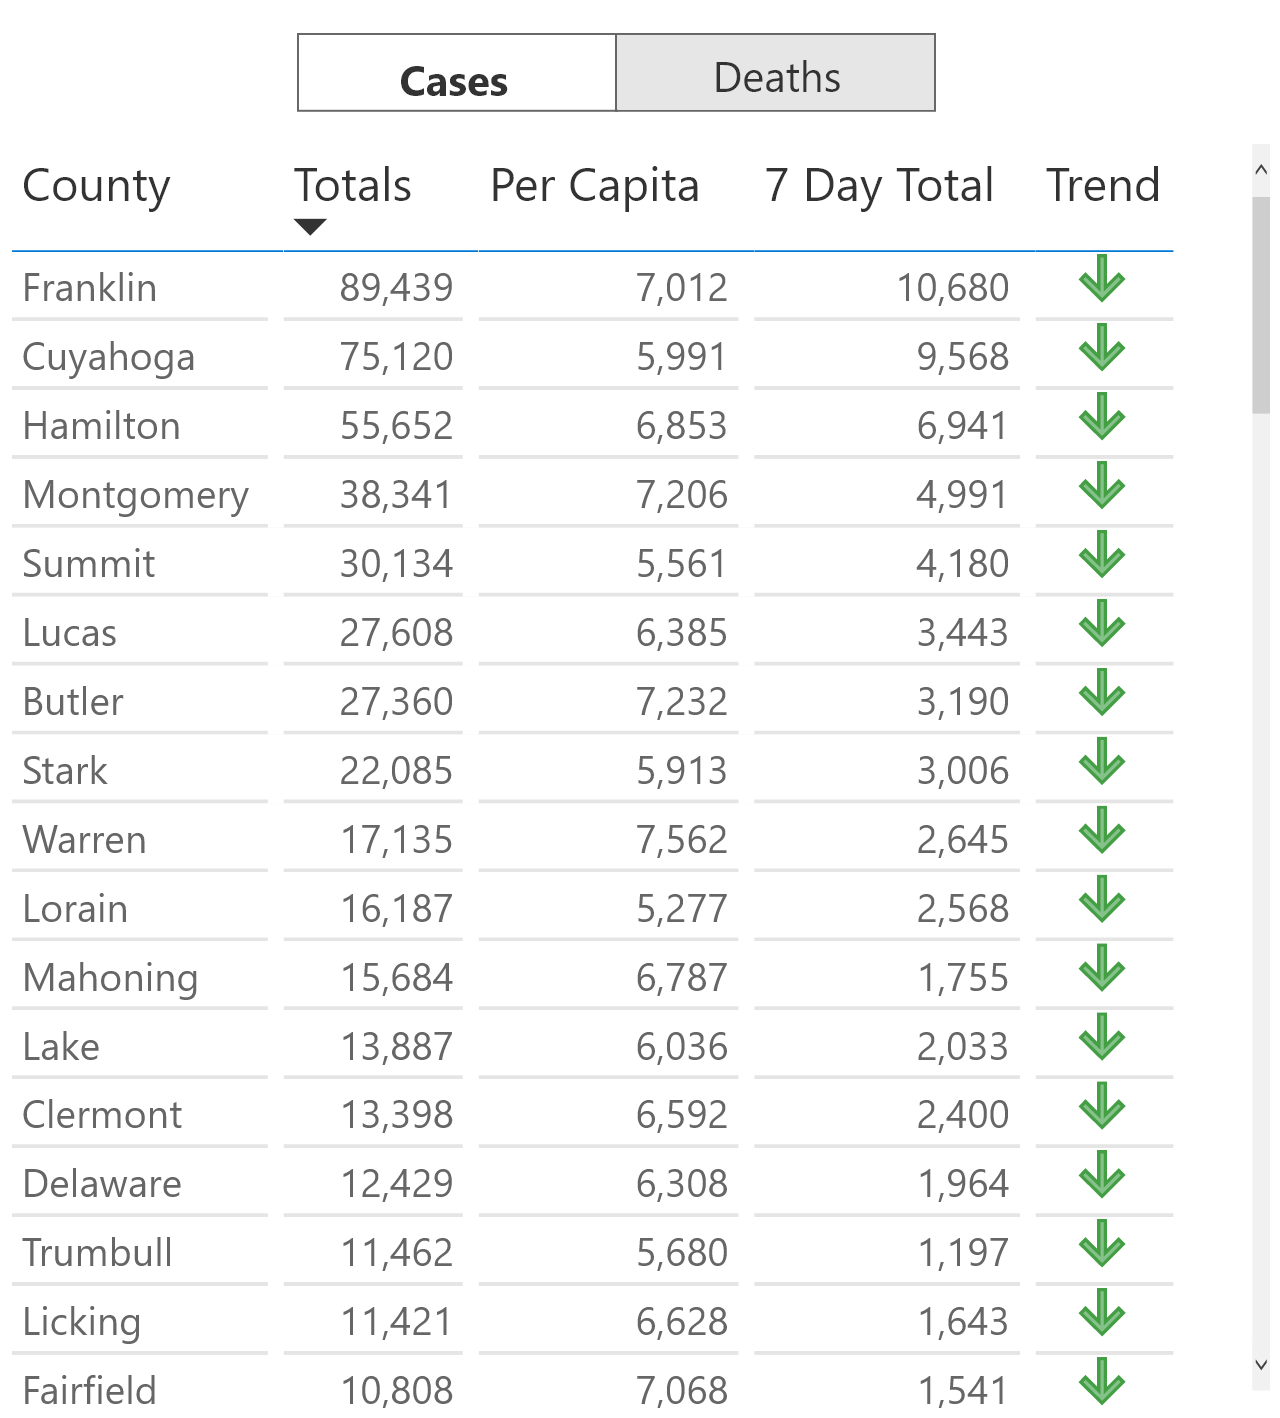 Cases Deaths
County Totals Per Capita 7 Day Total Trend
Franklin 89,439 7,012 10,680
Cuyahoga 75,120 5,991 9,568
Hamilton 55,652 6,853 6,941
Montgomery 38,341 7,206 4,991
Summit 30,134 5,561 4,180
Lucas 27,608 6,385 3,443
Butler 27,360 7,232 3,190
Stark 22,085 5,913 3,006
Warren 17,135 7,562 2,645
Lorain 16,187 5,277 2,568
Mahoning 15,684 6,787 1,755
Lake 13,887 6,036 2,033
Clermont 13,398 6,592 2,400
Delaware 12,429 6,308 1,964
Trumbull 11,462 5,680 1,197
Licking 11,421 6,628 1,643
Fairfield 10,808 7,068 1,541